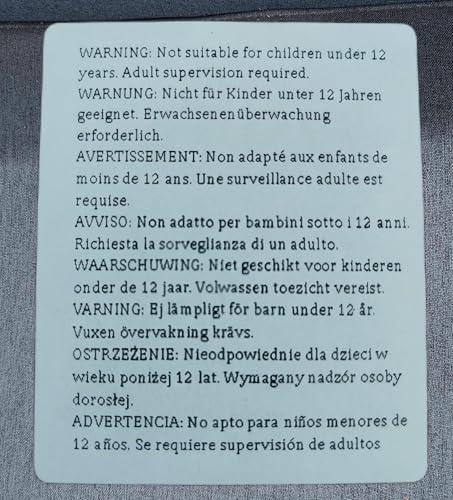 WARNING: Not suitable for children under 12
years. Adult supervision required.
WARNUNG: Nicht für Kinder unter 12 Jahren
geeignet. Erwachsenenüberwachung
erforderlich.
AVERTISSEMENT: Non adapté aux enfants de
moins de 12 ans. Une surveillance adulte est
requise.
AVVISO: Non adatto per bambini sotto i 12 anni.
Richiesta la sorveglianza di un adulto.
WAARSCHUWING: Niet geschikt voor kinderen
onder de 12 jaar. Volwassen toezicht vereist.
VARNING: Ej lämpligt för barn under 12 år.
Vuxen övervakning krävs.
OSTRZEŻENIE: Nieodpowiednie dla dzieci w
wieku poniżej 12 lat. Wymagany nadzór osoby
dorosłej.
ADVERTENCIA: No apto para niños menores de
12 años. Se requiere supervisión de adultos